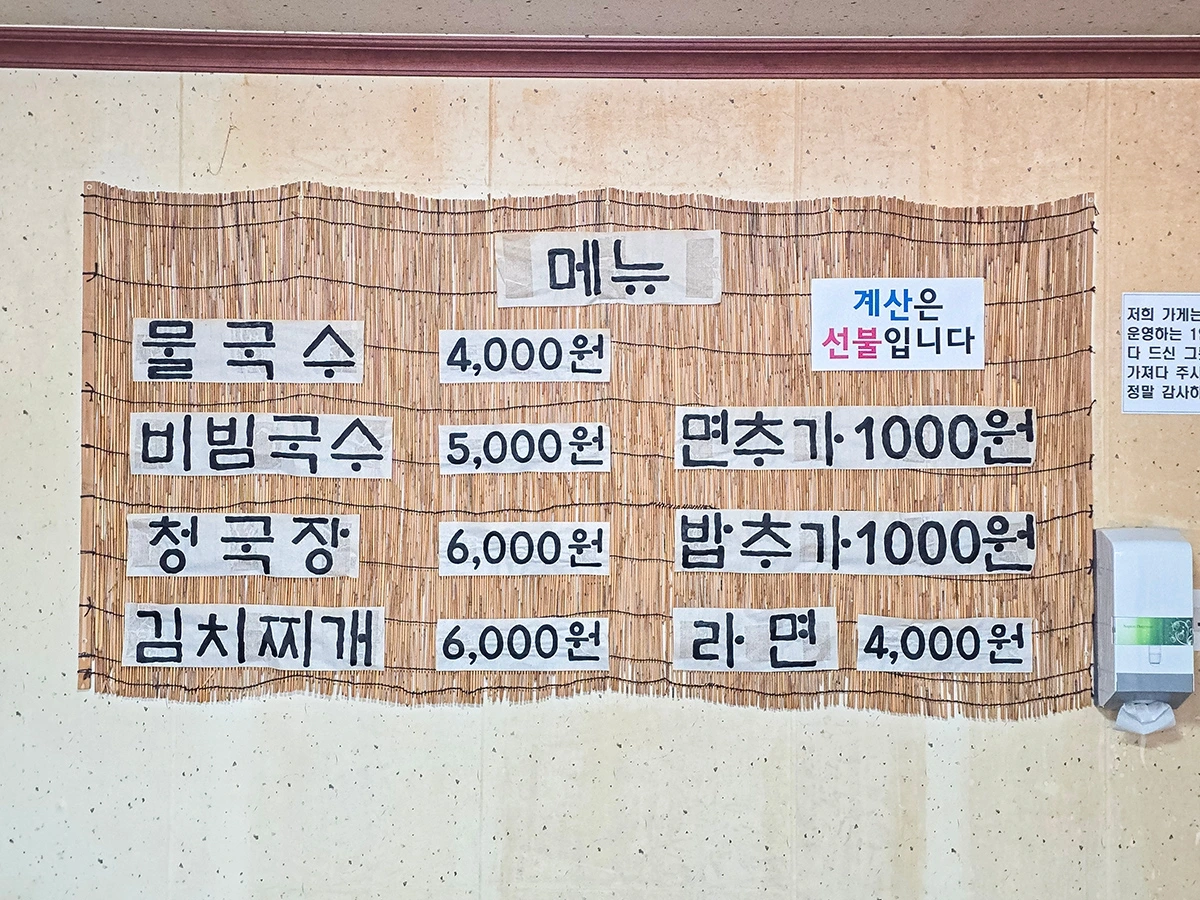 메뉴
계산은
선불입니다
물국수 4,000원
비빔국수 5,000원
청국장 6,000원
김치찌개 6,000원
면추가 1000원
밥추가 1000원
라면 4,000원
저희 가게는
운영하는
다 드신
가져다 주시
정말 감사